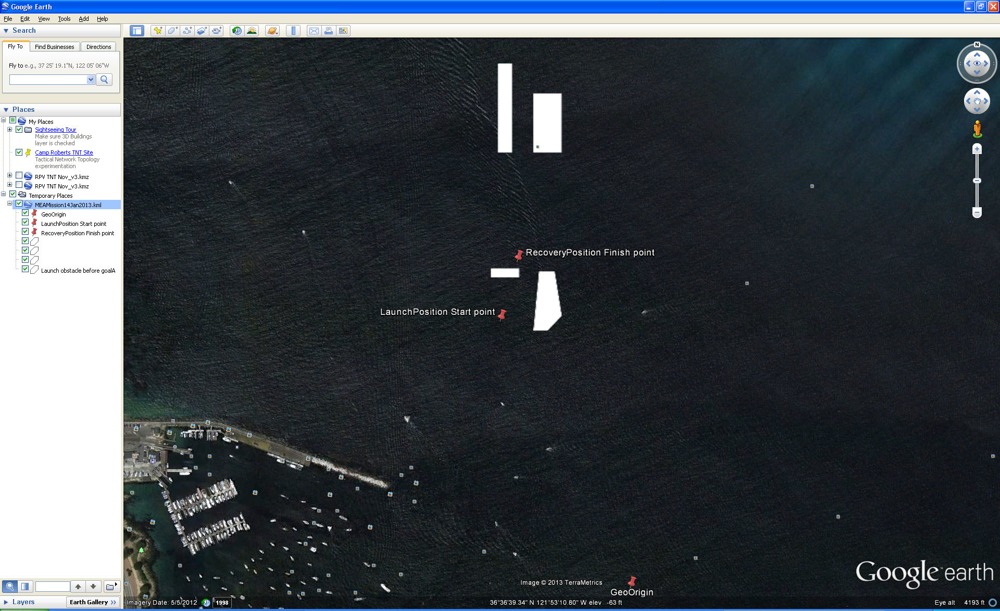 Google Earth
File Edit View Tools Add Help
Search
Fly To Find Businesses Directions
Fly to e.g., 37 25' 19.1"N, 122 05' 06"W
Places
My Places
Sightseeing Tour
Make sure 3D Buildings
layer is checked
Camp Roberts TNT Site
Tactical Network Topology
experimentation
RPV TNT Nov_v3.kmz
RPV TNT Nov_v3.kmz
Temporary Places
MEAMission14Jan2013.kml
GeoOrigin
LaunchPosition Start point
RecoveryPosition Finish point
Launch obstacle before goalA
Layers
Earth Gallery >>
N
RecoveryPosition Finish point
LaunchPosition Start point
Google earth
Image © 2013 TerraMetrics
GeoOrigin
Imagery Date: 5/5/2012 1998
36°36'39.34" N 121°53'10.80" W elev -63 ft
Eye alt 4193 ft